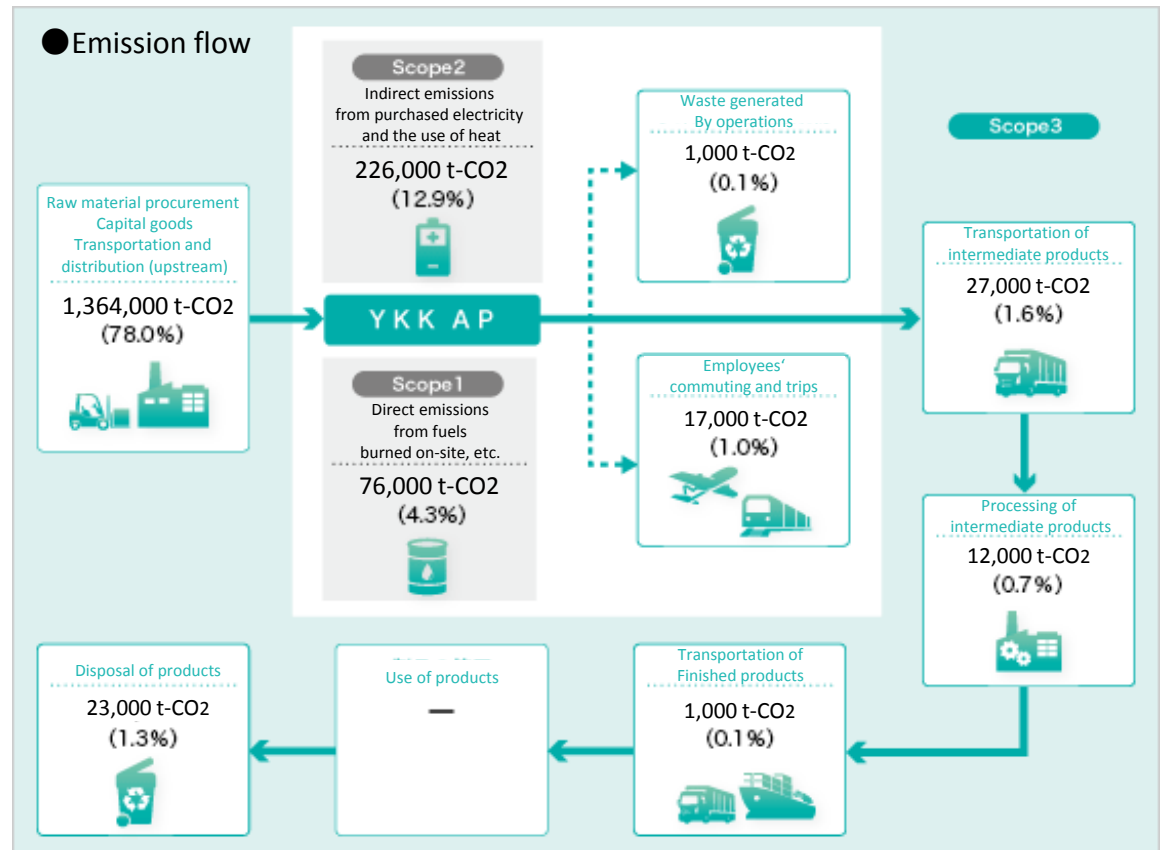 ●Emission flow
Scope2
Indirect emissions
from purchased electricity
and the use of heat
226,000 t-CO2
(12.9%)
Waste generated
By operations
1,000 t-CO2
(0.1%)
Scope3
Raw material procurement
Capital goods
Transportation and
distribution (upstream)
1,364,000 t-CO2
(78.0%)
YKK AP
Transportation of
intermediate products
27,000 t-CO2
(1.6%)
Scope1
Direct emissions
from fuels
burned on-site, etc.
76,000 t-CO2
(4.3%)
Employees‘
commuting and trips
17,000 t-CO2
(1.0%)
Processing of
intermediate products
12,000 t-CO2
(0.7%)
Transportation of
Finished products
1,000 t-CO2
(0.1%)
Use of products
—
Disposal of products
23,000 t-CO2
(1.3%)